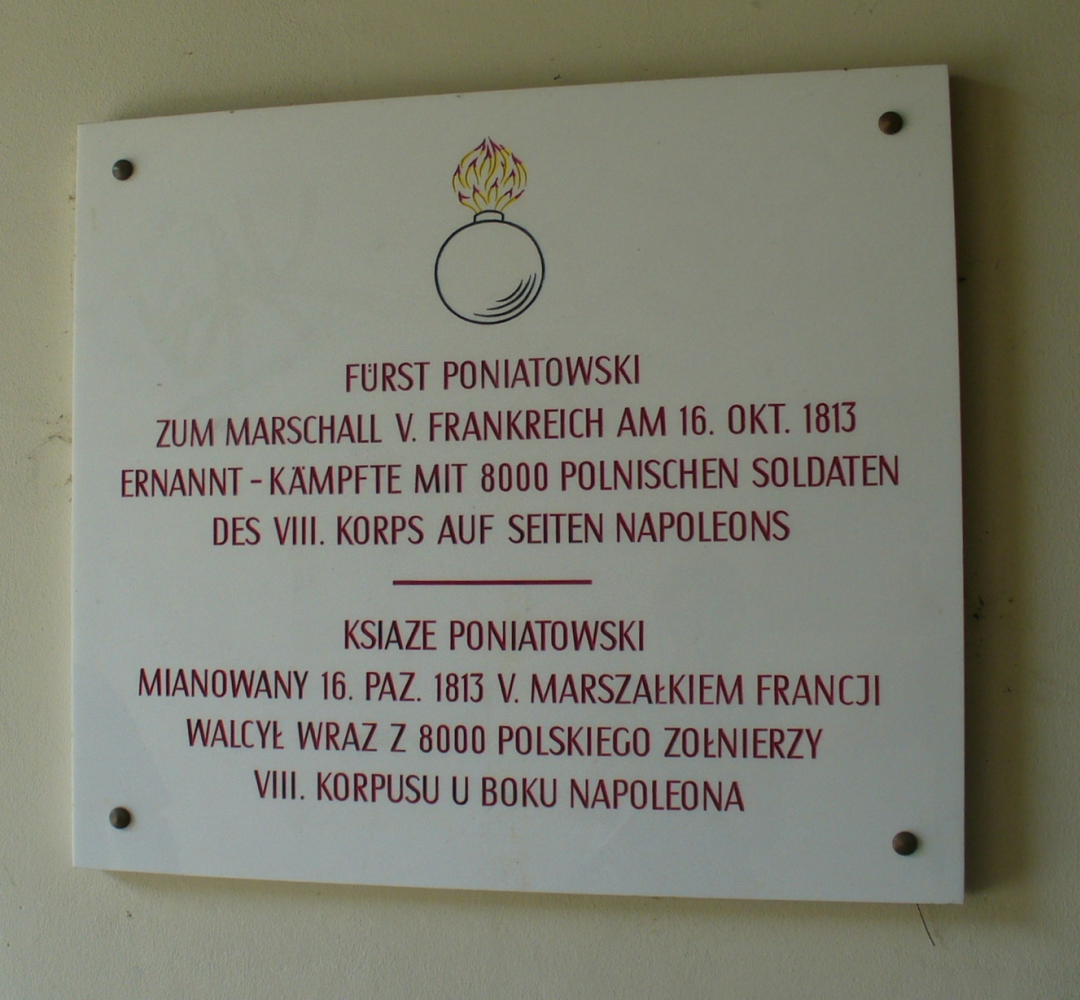 FÜRST PONIATOWSKI
ZUM MARSCHALL V. FRANKREICH AM 16. OKT. 1813
ERNANNT - KÄMPFTE MIT 8000 POLNISCHEN SOLDATEN
DES VIII. KORPS AUF SEITEN NAPOLEONS
KSIAZE PONIATOWSKI
MIANOWANY 16. PAZ. 1813 V. MARSZAŁKIEM FRANCJI
WALCYŁ WRAZ Z 8000 POLSKIEGO ZOŁNIERZY
VIII. KORPUSU U BOKU NAPOLEONA